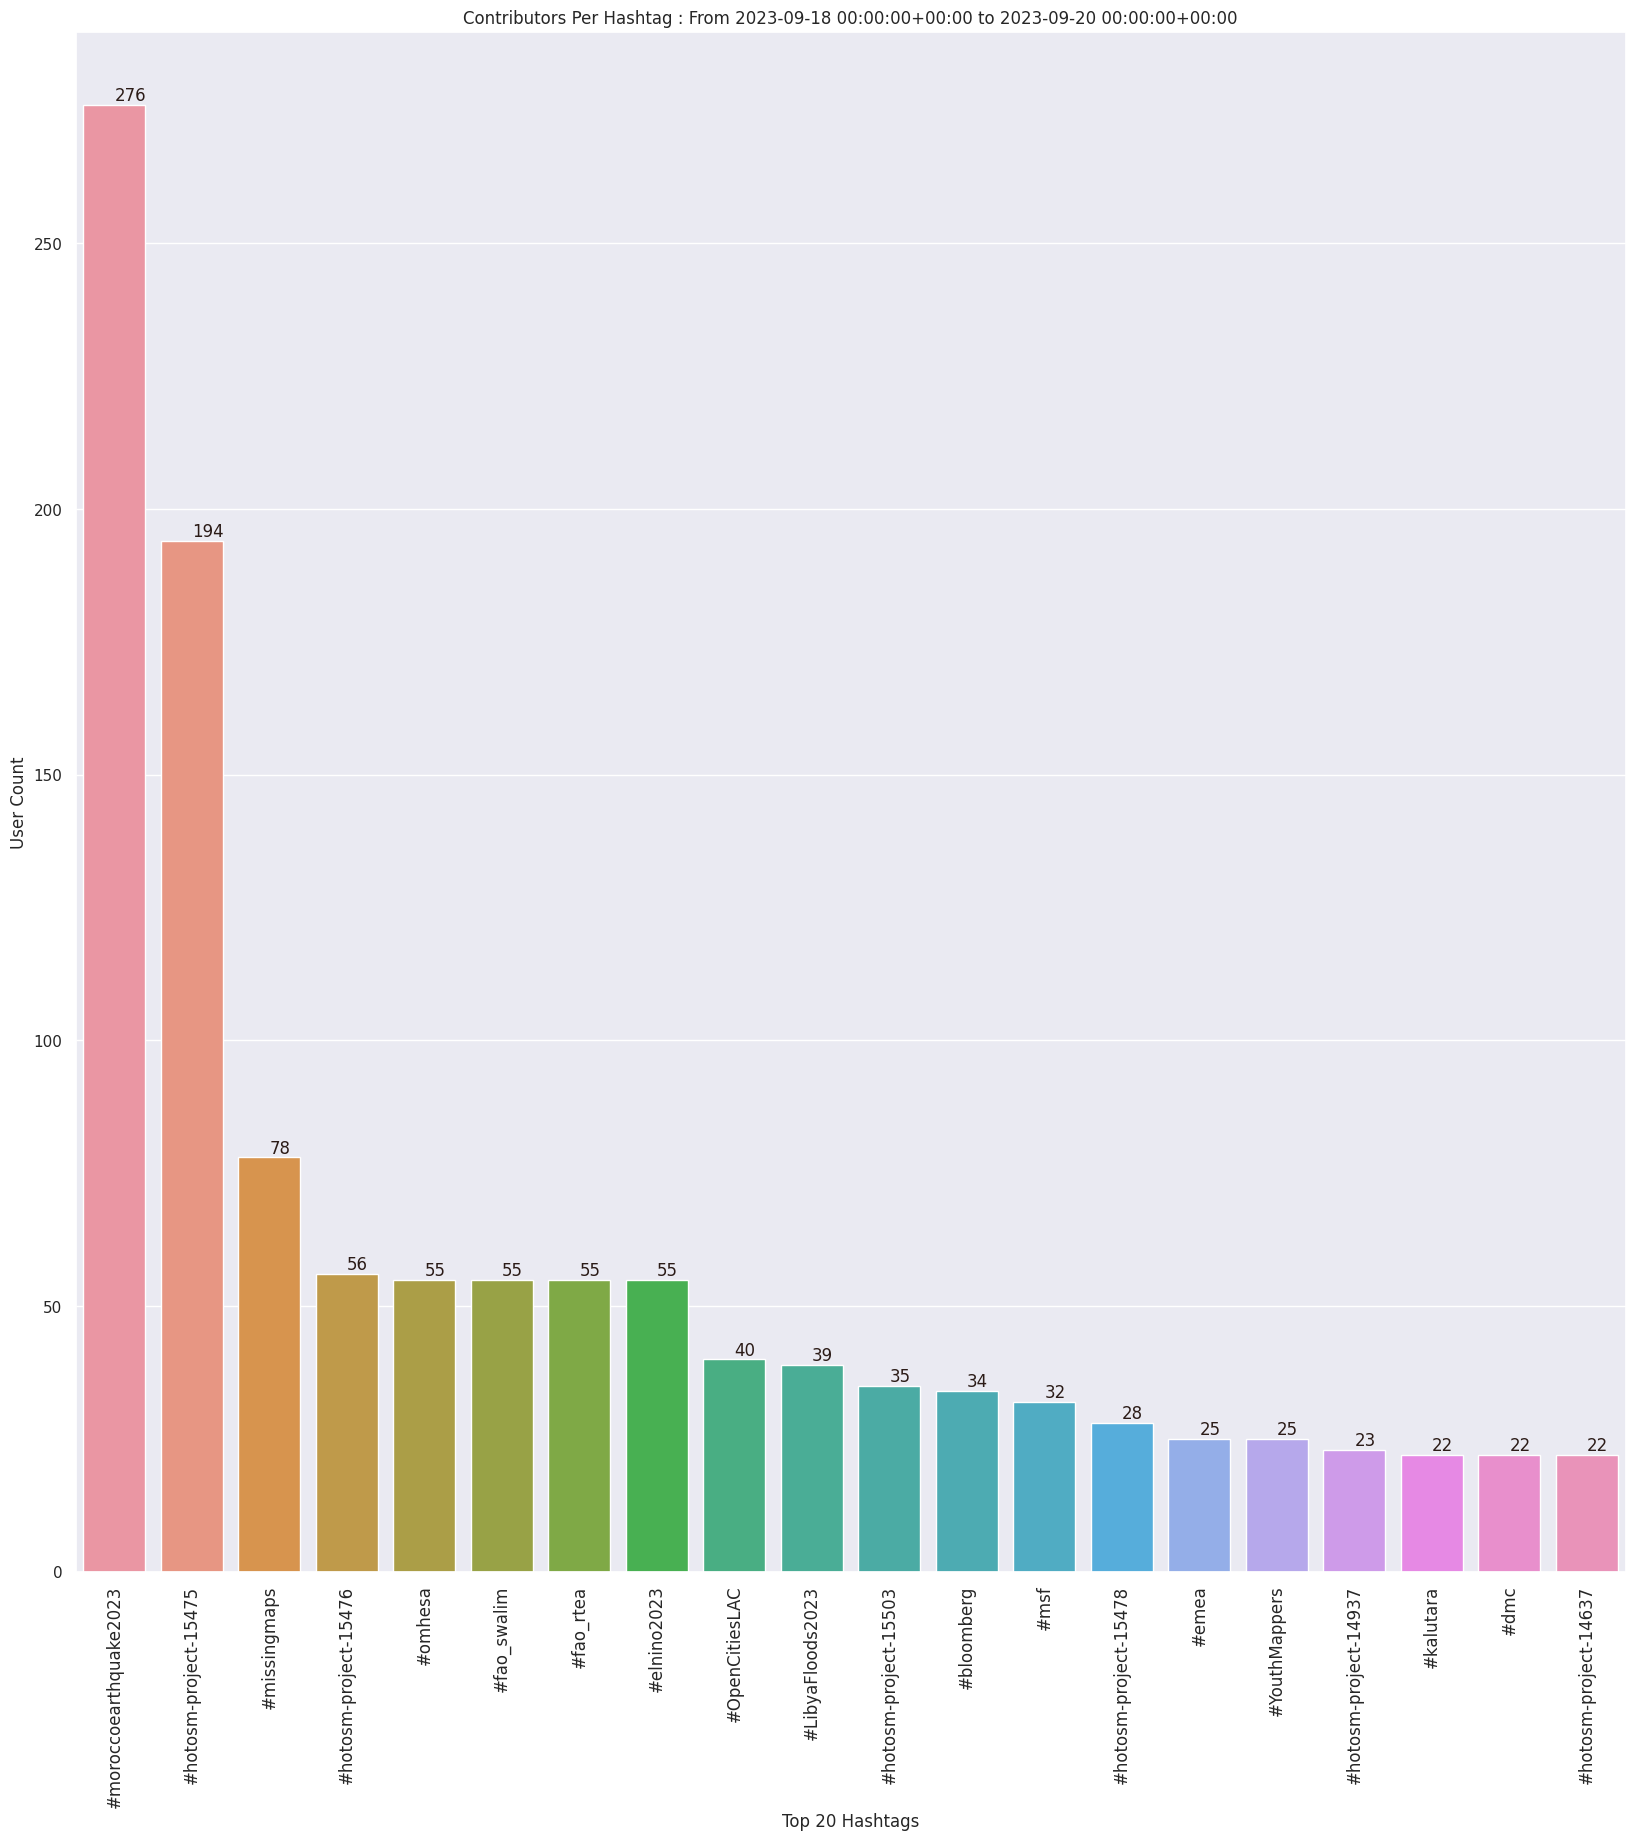 Contributors Per Hashtag : From 2023-09-18 00:00:00+00:00 to 2023-09-20 00:00:00+00:00
User Count
250
200
150
100
50
0
276
194
78
56
55
55
55
55
40
39
35
34
32
28
25
25
23
22
22
22
#moroccoearthquake2023
#hotosm-project-15475
#missingmaps
#hotosm-project-15476
#omhesa
#fao_swalim
#fao_rtea
#elnino2023
#OpenCitiesLAC
#LibyaFloods2023
#hotosm-project-15503
#bloomberg
#msf
#hotosm-project-15478
#emea
#YouthMappers
#hotosm-project-14937
#kalutara
#dmc
#hotosm-project-14637
Top 20 Hashtags